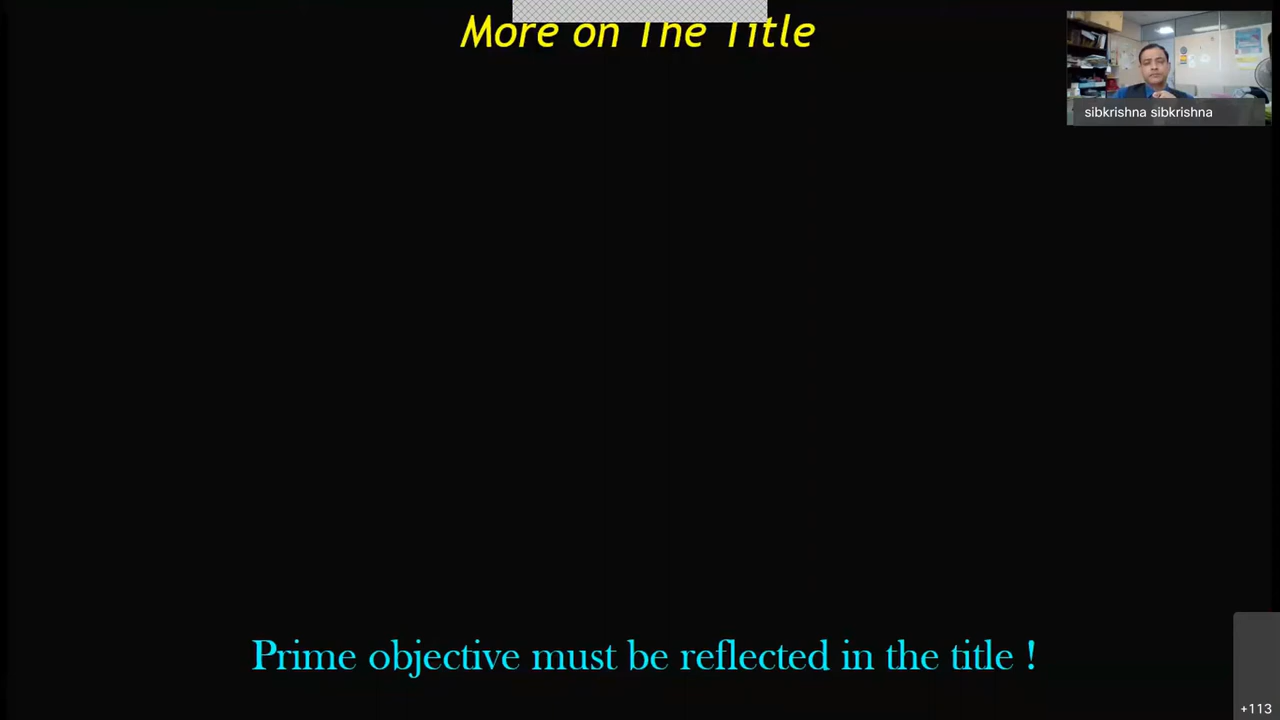 More on The Title
sibkrishna sibkrishna
Prime objective must be reflected in the title !
+113